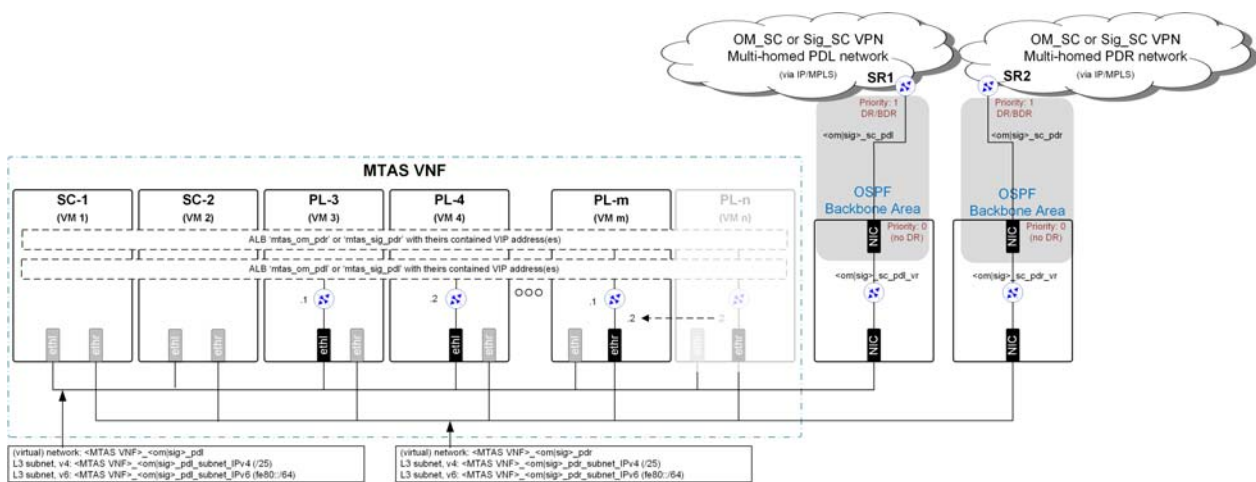 OM_SC or Sig_SC VPN
Multi-homed PDL network
(via IP/MPLS)
SR1
OM_SC or Sig_SC VPN
Multi-homed PDR network
(via IP/MPLS)
SR2
Priority: 1
DR/BDR
<om|sig>_sc_pdl
Priority: 1
DR/BDR
<om|sig>_sc_pdr
OSPF
Backbone Area
OSPF
Backbone Area
MTAS VNF
SC-1
(VM 1)
SC-2
(VM 2)
PL-3
(VM 3)
PL-4
(VM 4)
PL-m
(VM m)
PL-n
(VM n)
NIC
Priority: 0
(no DR)
NIC
Priority: 0
(no DR)
ALB 'mtas_om_pdr' or 'mtas_sig_pdr' with theirs contained VIP address(es)
ALB 'mtas_om_pdl' or 'mtas_sig_pdl' with theirs contained VIP address(es)
<om|sig>_sc_pdl_vr
<om|sig>_sc_pdr_vr
.1
.2
.1
.2
.2
ethl
ethr
ethl
ethr
ethl
ethr
ethl
ethr
ethl
ethr
ethl
ethr
NIC
NIC
(virtual) network: <MTAS VNF>_<om|sig>_pdl
L3 subnet, v4: <MTAS VNF>_<om|sig>_pdl_subnet_IPv4 (/25)
L3 subnet, v6: <MTAS VNF>_<om|sig>_pdl_subnet_IPv6 (fe80::/64)
(virtual) network: <MTAS VNF>_<om|sig>_pdr
L3 subnet, v4: <MTAS VNF>_<om|sig>_pdr_subnet_IPv4 (/25)
L3 subnet, v6: <MTAS VNF>_<om|sig>_pdr_subnet_IPv6 (fe80::/64)